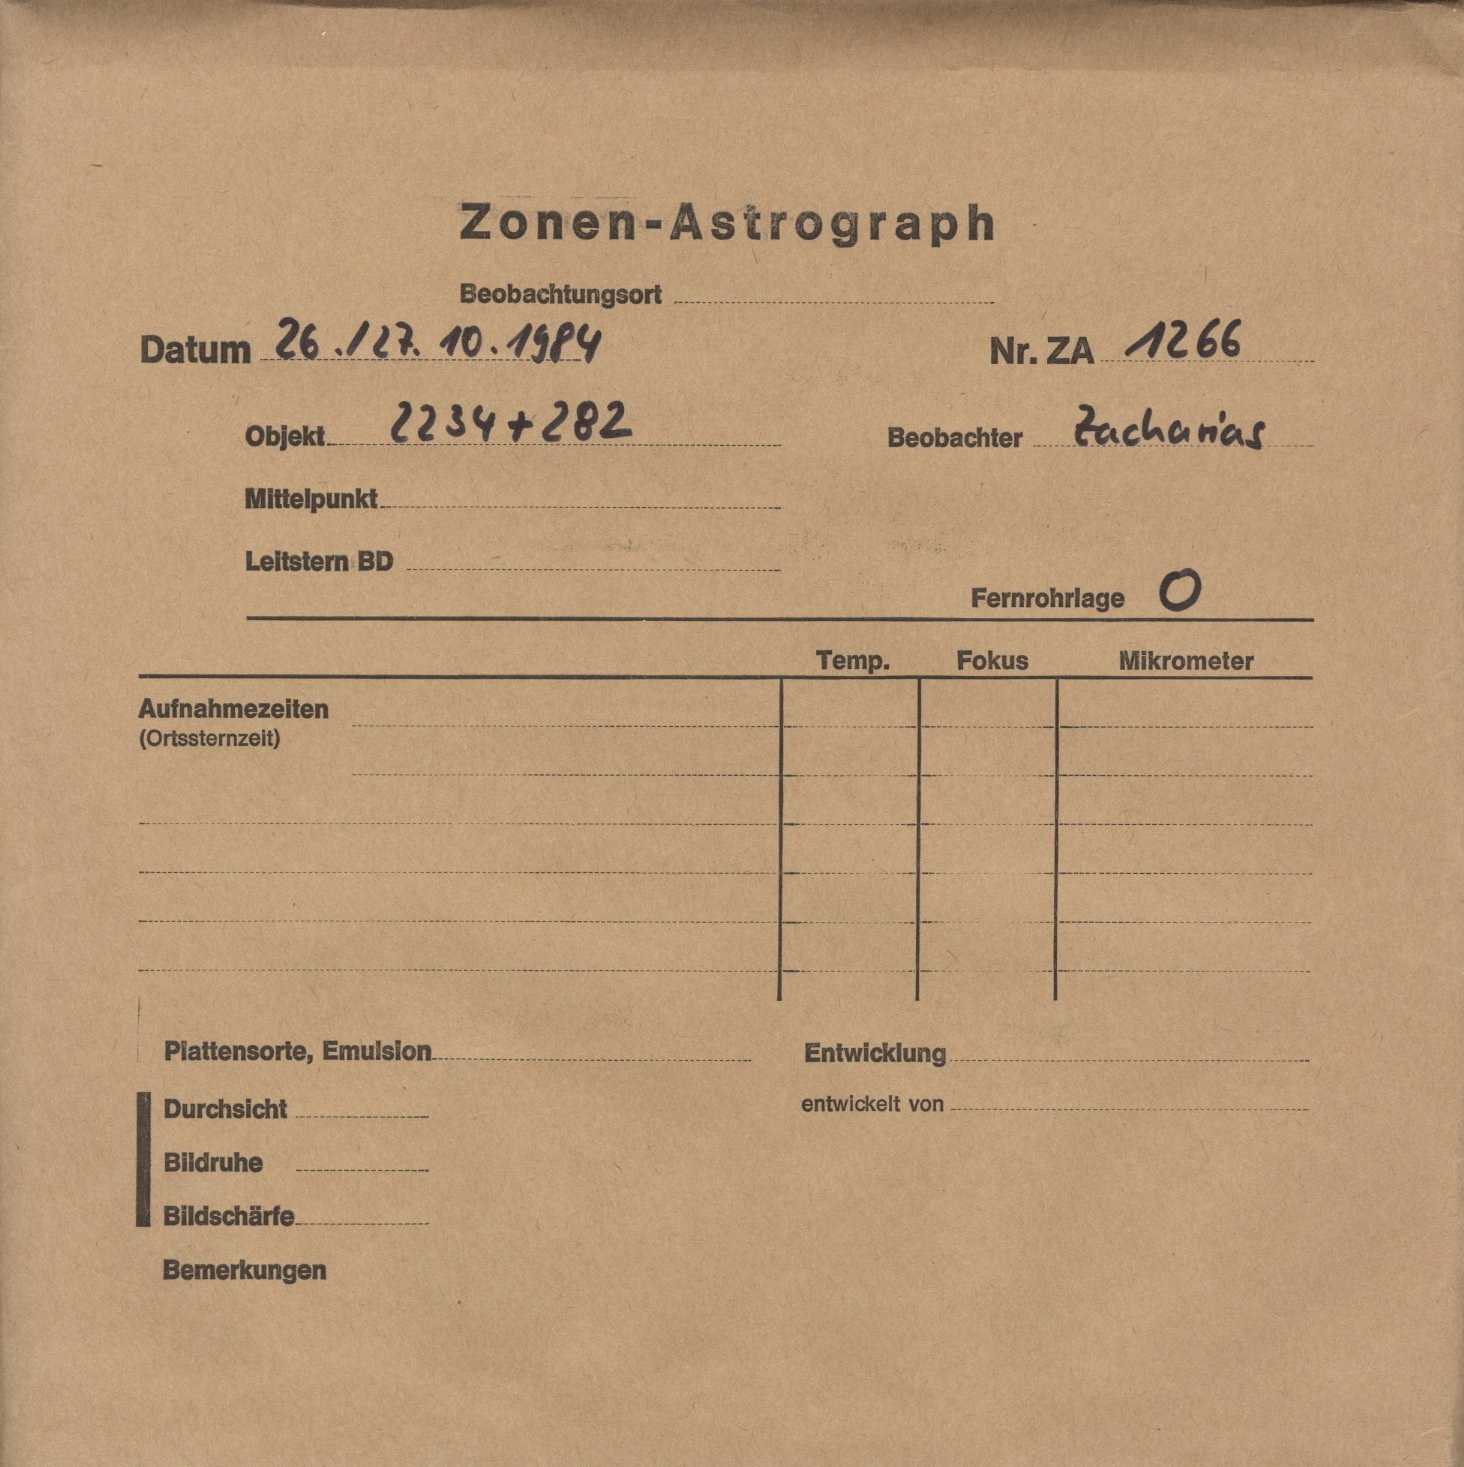 Zonen-Astrograph
Beobachtungsort
Datum 26./27. 10. 1984 Nr. ZA 1266
Objekt 2234+282 Beobachter Zacharias
Mittelpunkt
Leitstern BD
Fernrohrlage O
Temp. Fokus Mikrometer
Aufnahmezeiten
(Ortssternzeit)
Plattensorte, Emulsion Entwicklung
Durchsicht entwickelt von
Bildruhe
Bildschärfe
Bemerkungen